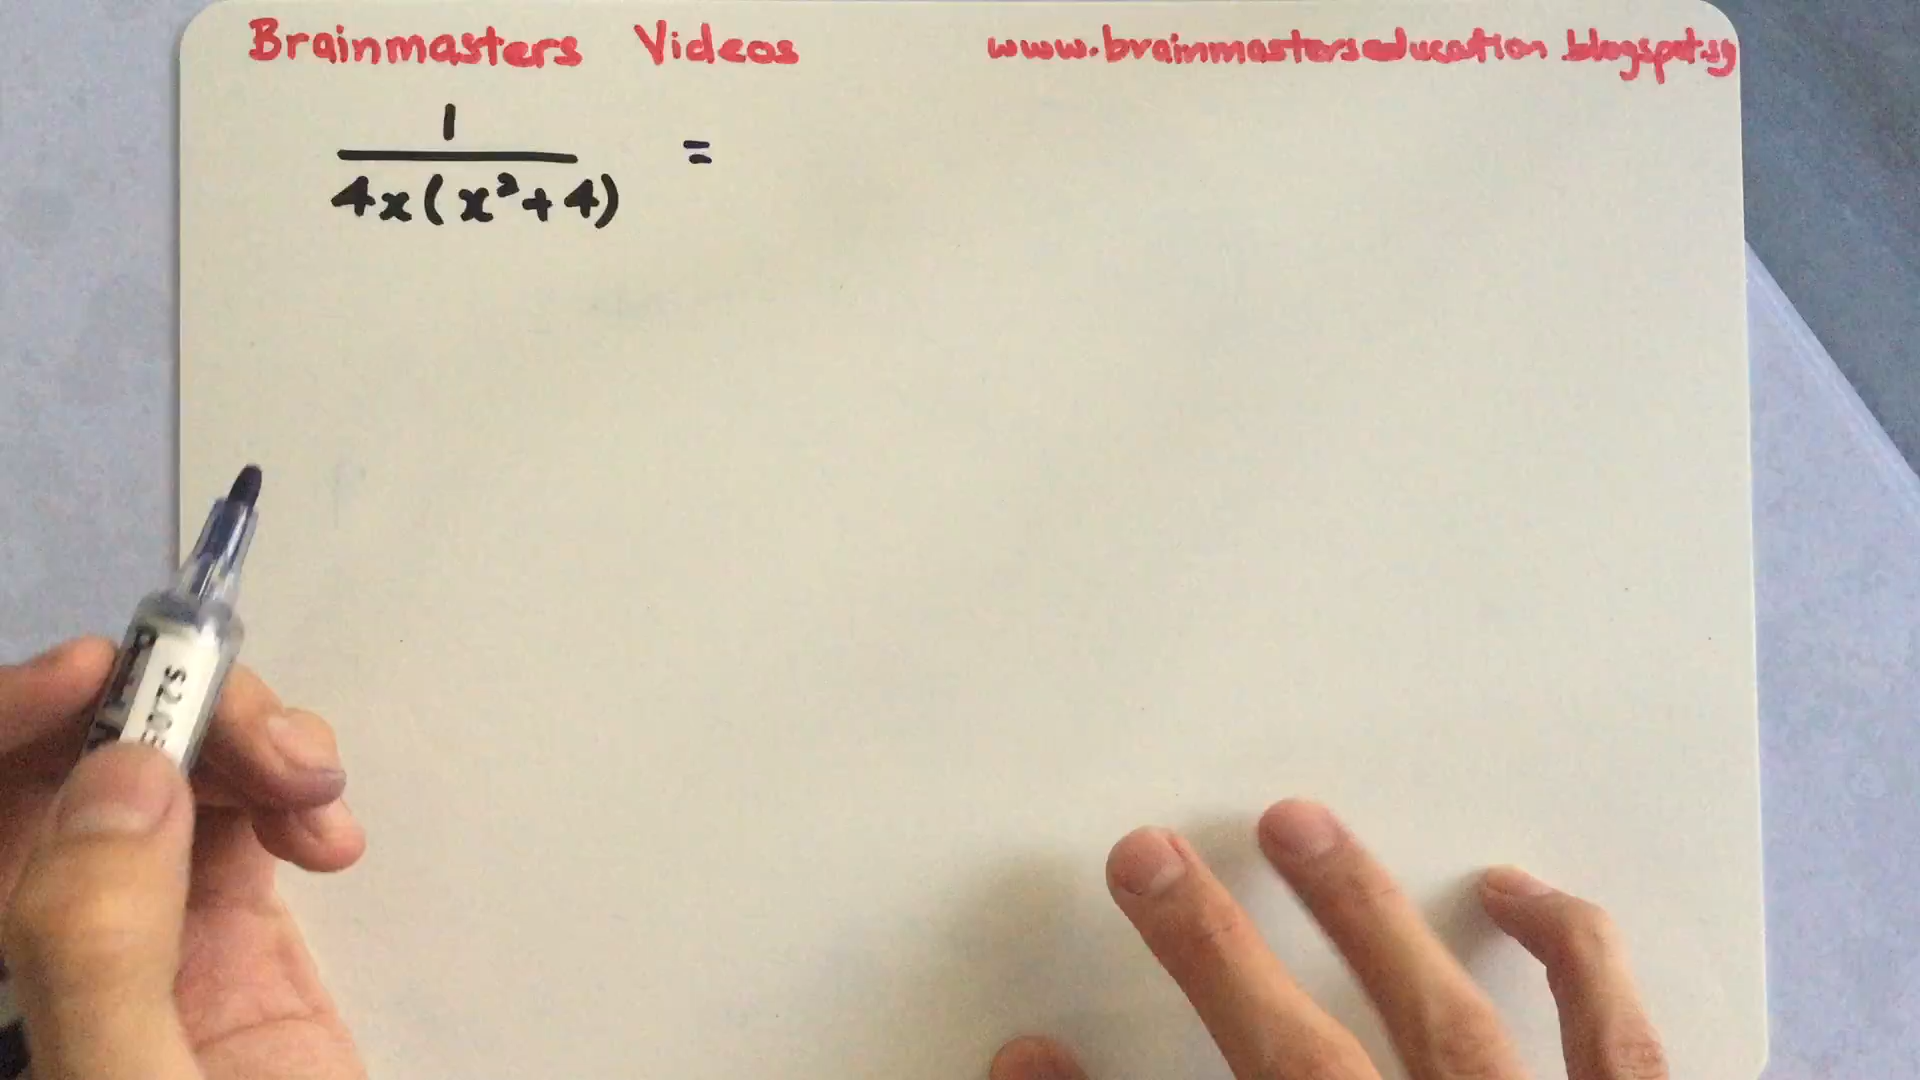 Brainmasters Videos www.brainmasterseducation.blogspot.sg
1
4x(x²+4) =